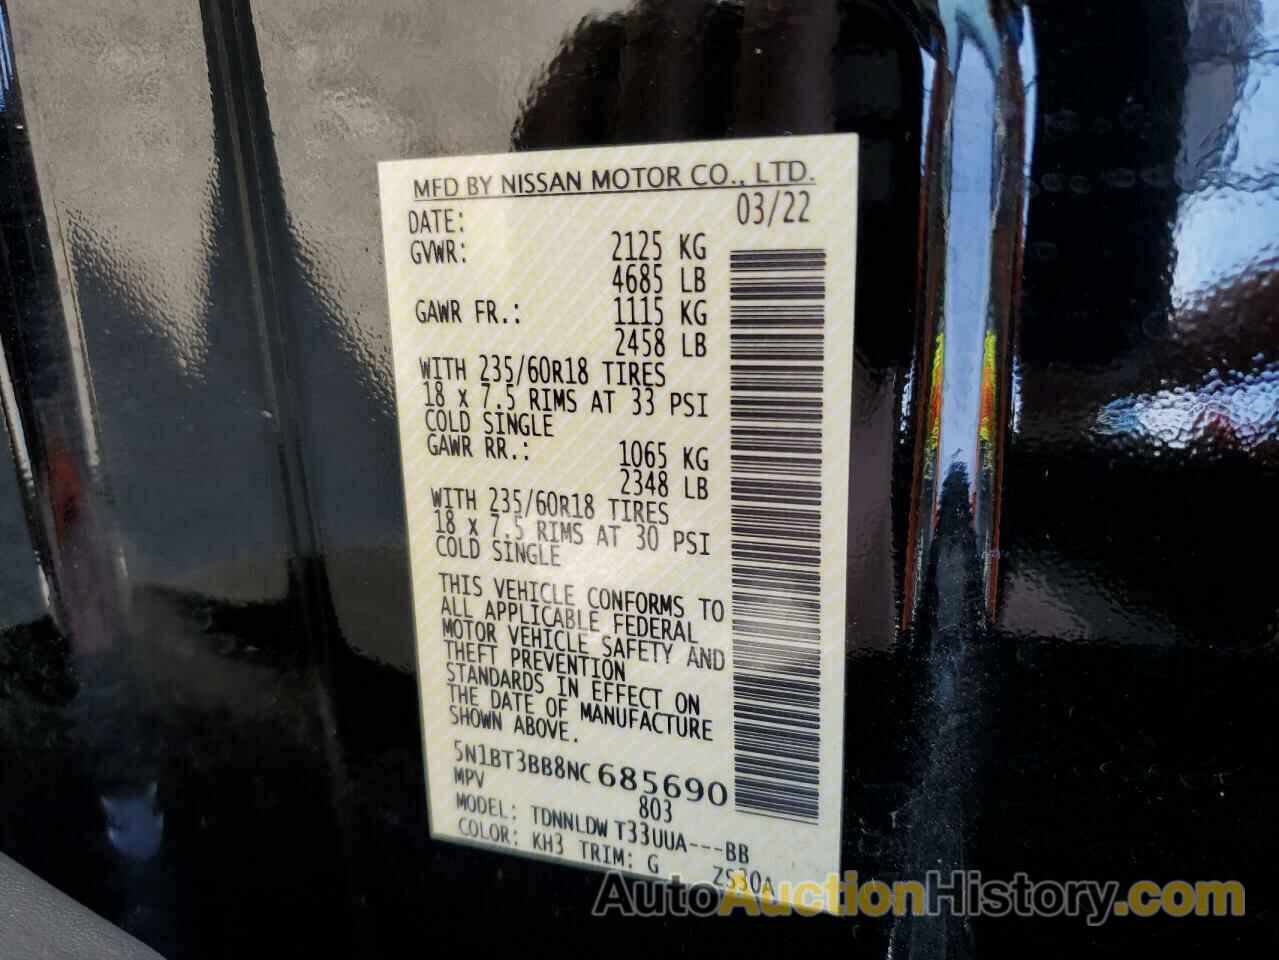 MFD BY NISSAN MOTOR CO., LTD.
DATE: 03/22
GVWR: 2125 KG
4685 LB
GAWR FR.: 1115 KG
2458 LB
WITH 235/60R18 TIRES
18 x 7.5 RIMS AT 33 PSI
COLD SINGLE
GAWR RR.: 1065 KG
2348 LB
WITH 235/60R18 TIRES
18 x 7.5 RIMS AT 30 PSI
COLD SINGLE
THIS VEHICLE CONFORMS TO
ALL APPLICABLE FEDERAL
MOTOR VEHICLE SAFETY AND
THEFT PREVENTION
STANDARDS IN EFFECT ON
THE DATE OF MANUFACTURE
SHOWN ABOVE.
5N1BT3BB8NC685690
MPV 803
MODEL: TDNNLDW T33UUA---BB
COLOR: KH3 TRIM: G ZS30A
AutoAuctionHistory.com